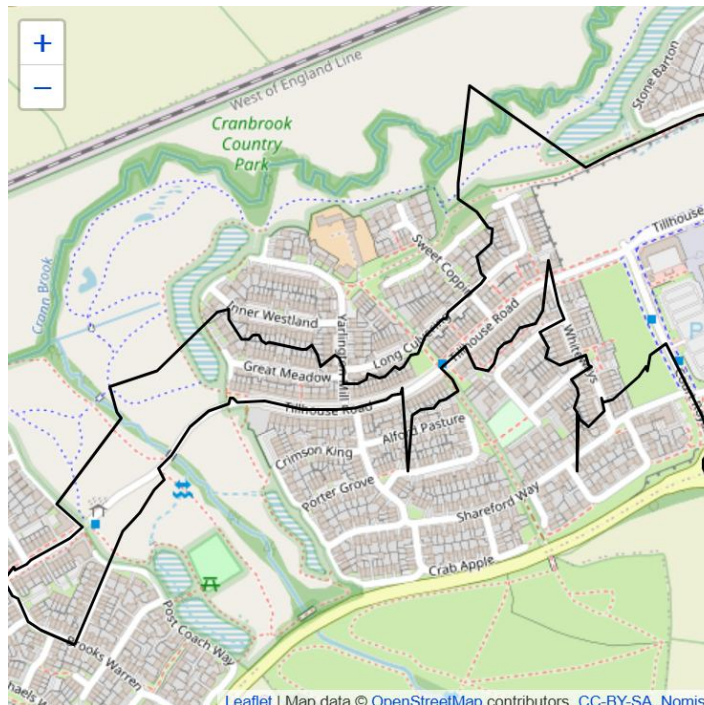 +
−
West of England Line
Stone Barton
Cranbrook
Country
Park
Tillhouse
Sweet Coppin
Crann Brook
Inner Westland
Yarlington Mill
Long Culvering
Tillhouse Road
Great Meadow
Tillhouse Road
P
Alford Pasture
Crimson King
Porter Grove
Shareford Way
Crab Apple
Post Coach Way
Brooks Warren
Leaflet | Map data © OpenStreetMap contributors, CC-BY-SA, Nomis